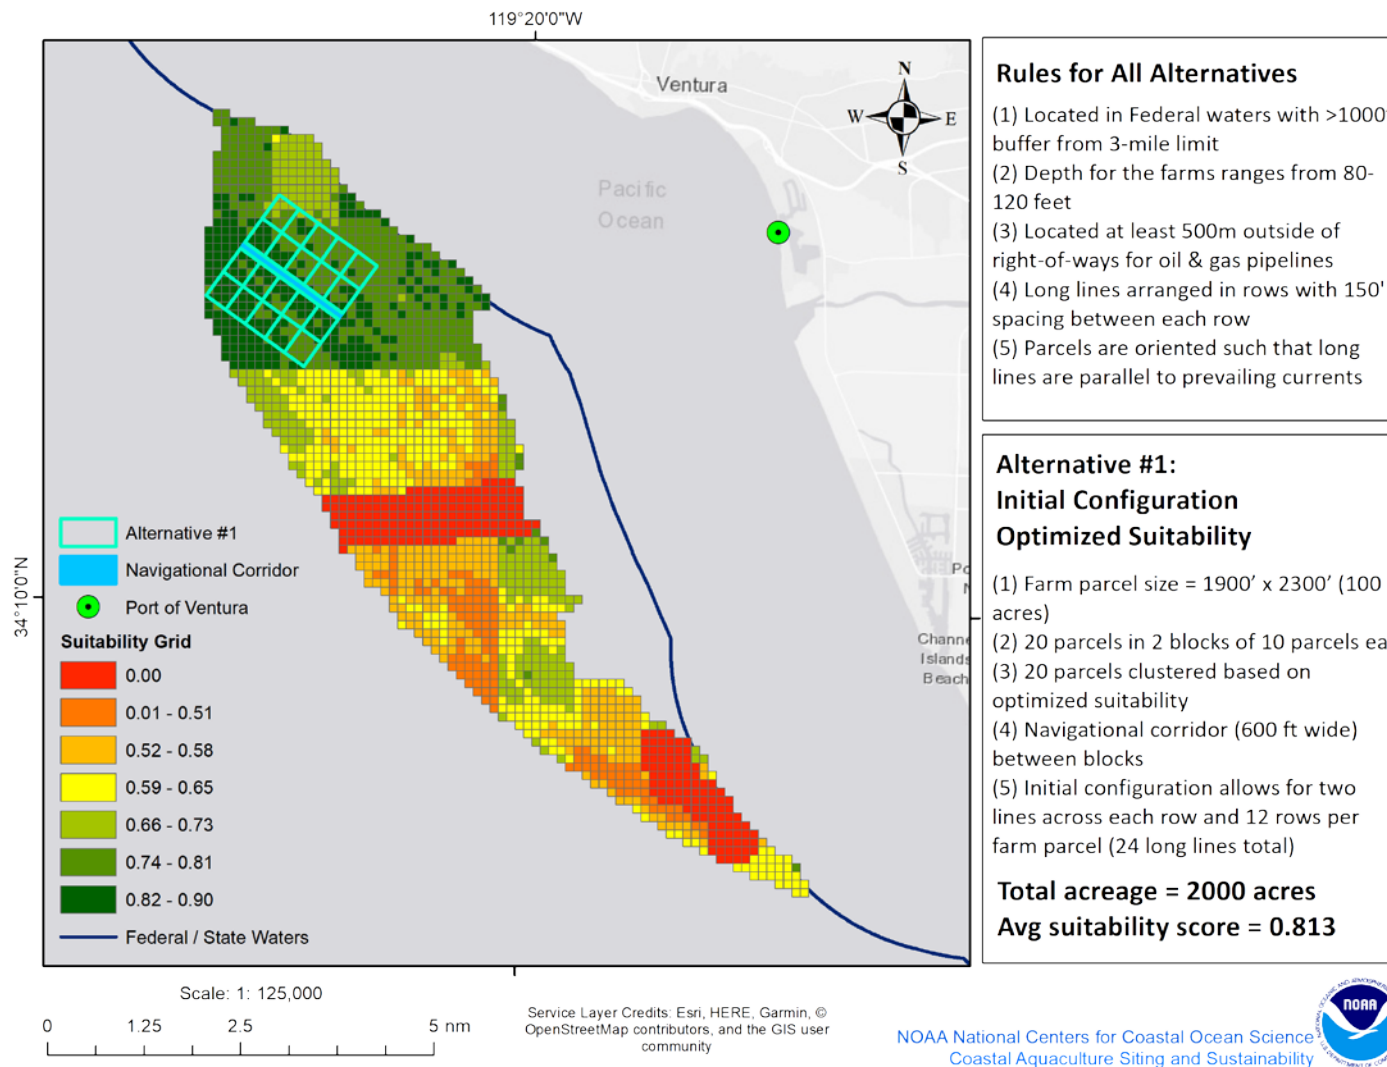 119°20'0"W
Ventura
N
W
E
S
Pacific
Ocean
34°10'0"N
Channe
Islands
Beach
Alternative #1
Navigational Corridor
Port of Ventura
Suitability Grid
0.00
0.01 - 0.51
0.52 - 0.58
0.59 - 0.65
0.66 - 0.73
0.74 - 0.81
0.82 - 0.90
Federal / State Waters
Rules for All Alternatives
(1) Located in Federal waters with >1000'
buffer from 3-mile limit
(2) Depth for the farms ranges from 80-
120 feet
(3) Located at least 500m outside of
right-of-ways for oil & gas pipelines
(4) Long lines arranged in rows with 150'
spacing between each row
(5) Parcels are oriented such that long
lines are parallel to prevailing currents
Alternative #1:
Initial Configuration
Optimized Suitability
(1) Farm parcel size = 1900’ x 2300’ (100
acres)
(2) 20 parcels in 2 blocks of 10 parcels ea
(3) 20 parcels clustered based on
optimized suitability
(4) Navigational corridor (600 ft wide)
between blocks
(5) Initial configuration allows for two
lines across each row and 12 rows per
farm parcel (24 long lines total)
Total acreage = 2000 acres
Avg suitability score = 0.813
Scale: 1: 125,000
0 1.25 2.5 5 nm
Service Layer Credits: Esri, HERE, Garmin, ©
OpenStreetMap contributors, and the GIS user
community
NOAA National Centers for Coastal Ocean Science
Coastal Aquaculture Siting and Sustainability
NOAA